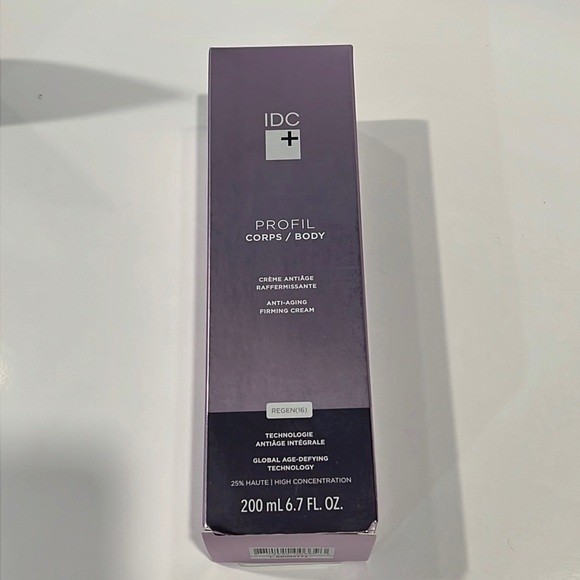 IDC
+
PROFIL
CORPS / BODY
CRÈME ANTIÂGE
RAFFERMISSANTE
ANTI-AGING
FIRMING CREAM
REGEN(16)
TECHNOLOGIE
ANTIÂGE INTÉGRALE
GLOBAL AGE-DEFYING
TECHNOLOGY
25% HAUTE | HIGH CONCENTRATION
200 mL 6.7 FL. OZ.